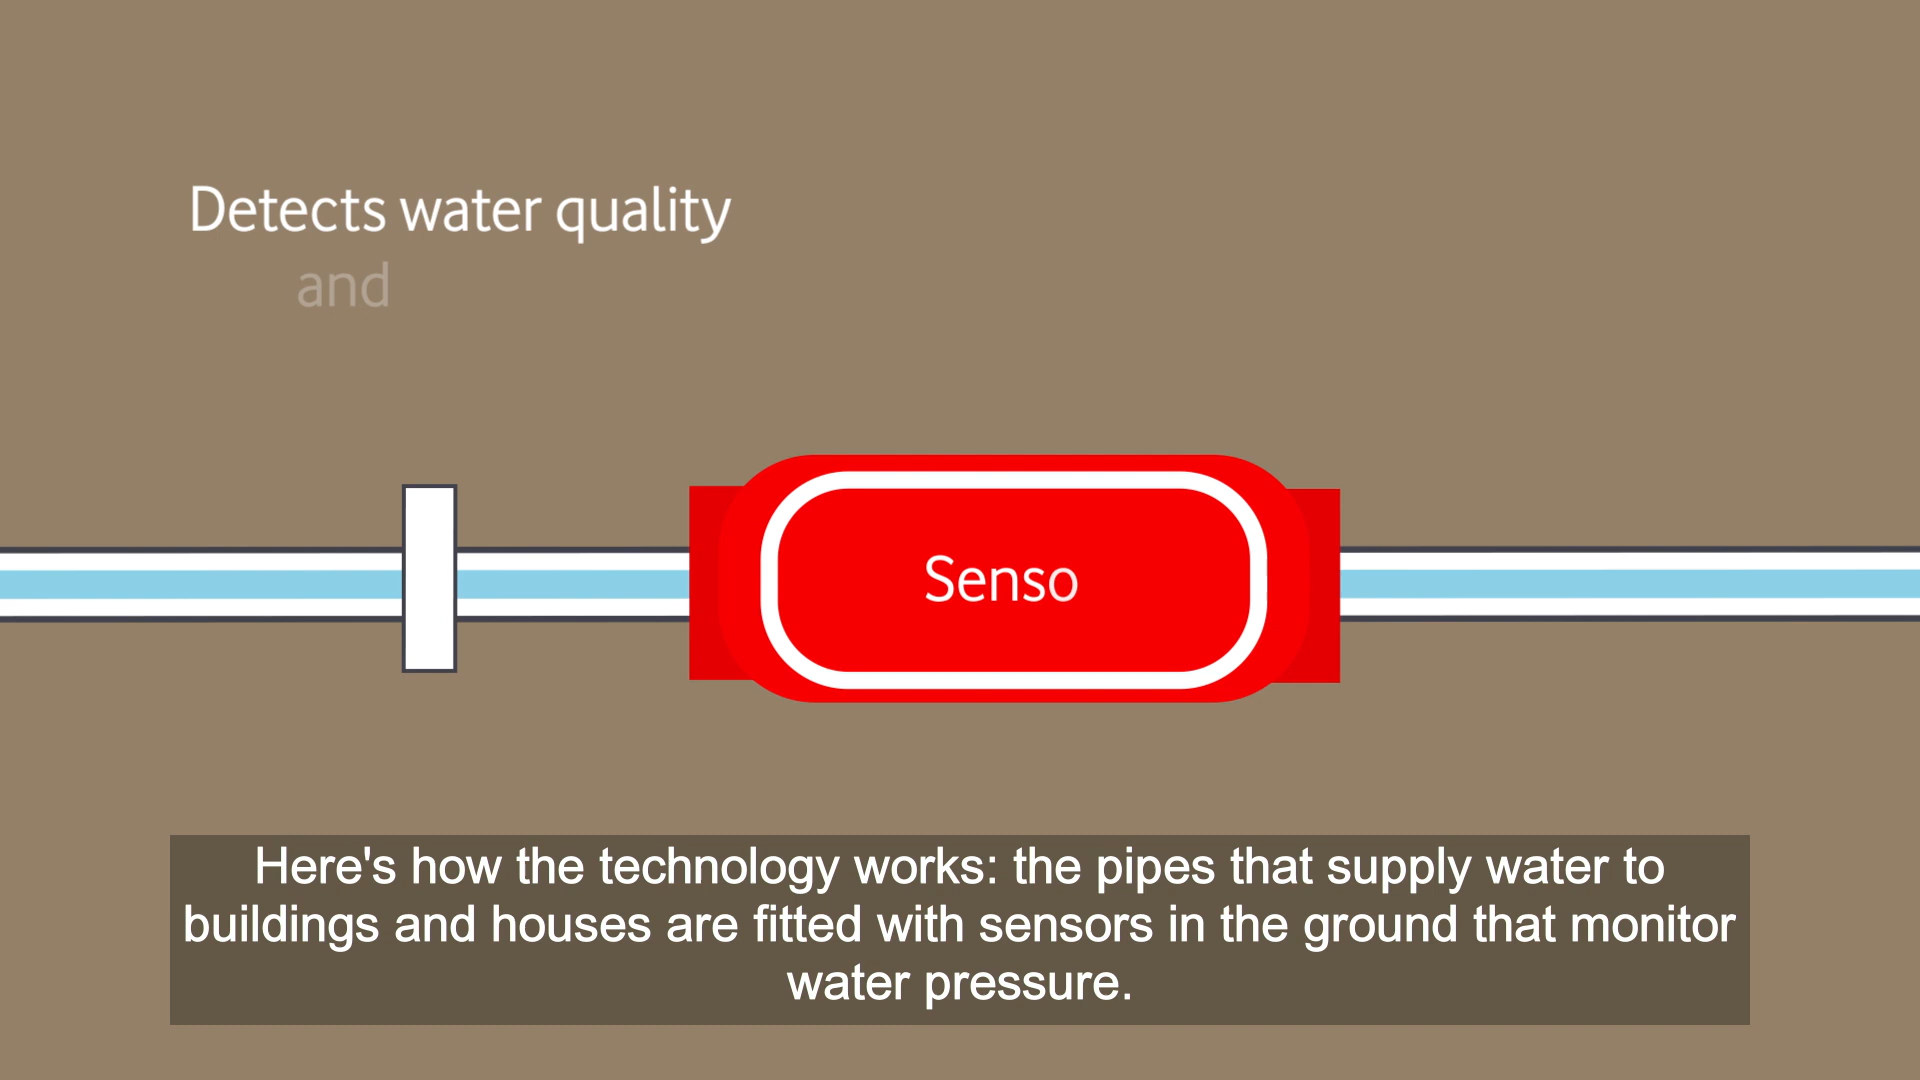 Detects water quality
and
Senso
Here's how the technology works: the pipes that supply water to
buildings and houses are fitted with sensors in the ground that monitor
water pressure.